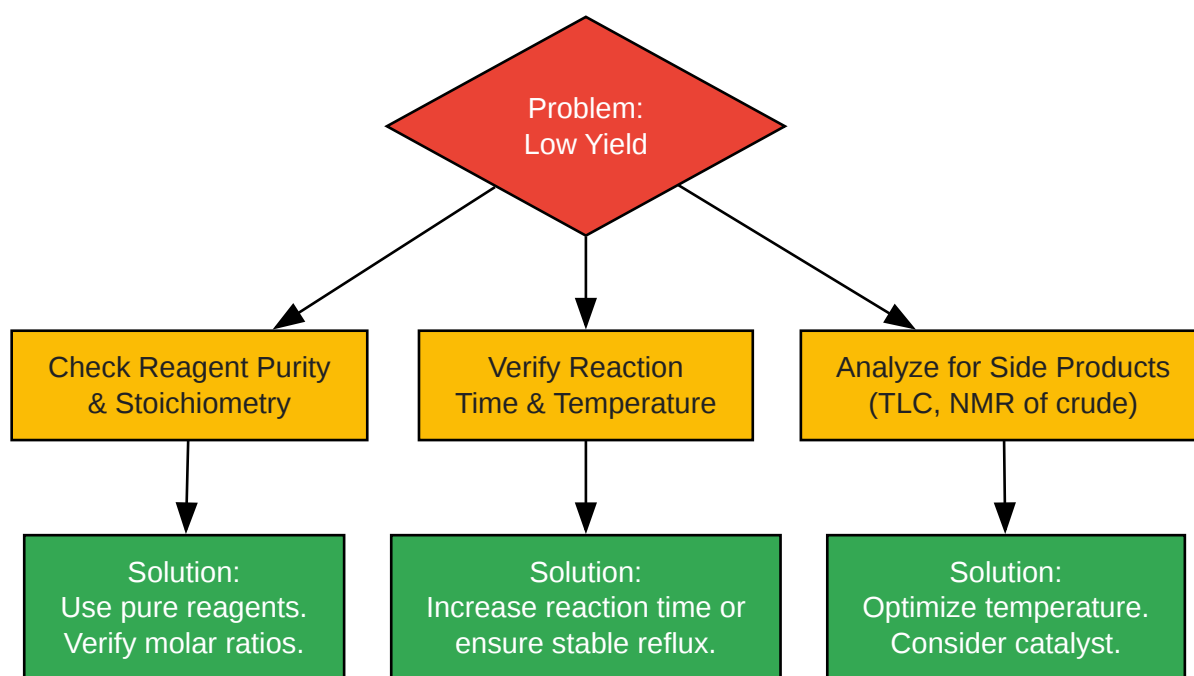 Problem:
Low Yield
Check Reagent Purity
& Stoichiometry
Verify Reaction
Time & Temperature
Analyze for Side Products
(TLC, NMR of crude)
Solution:
Use pure reagents.
Verify molar ratios.
Solution:
Increase reaction time or
ensure stable reflux.
Solution:
Optimize temperature.
Consider catalyst.